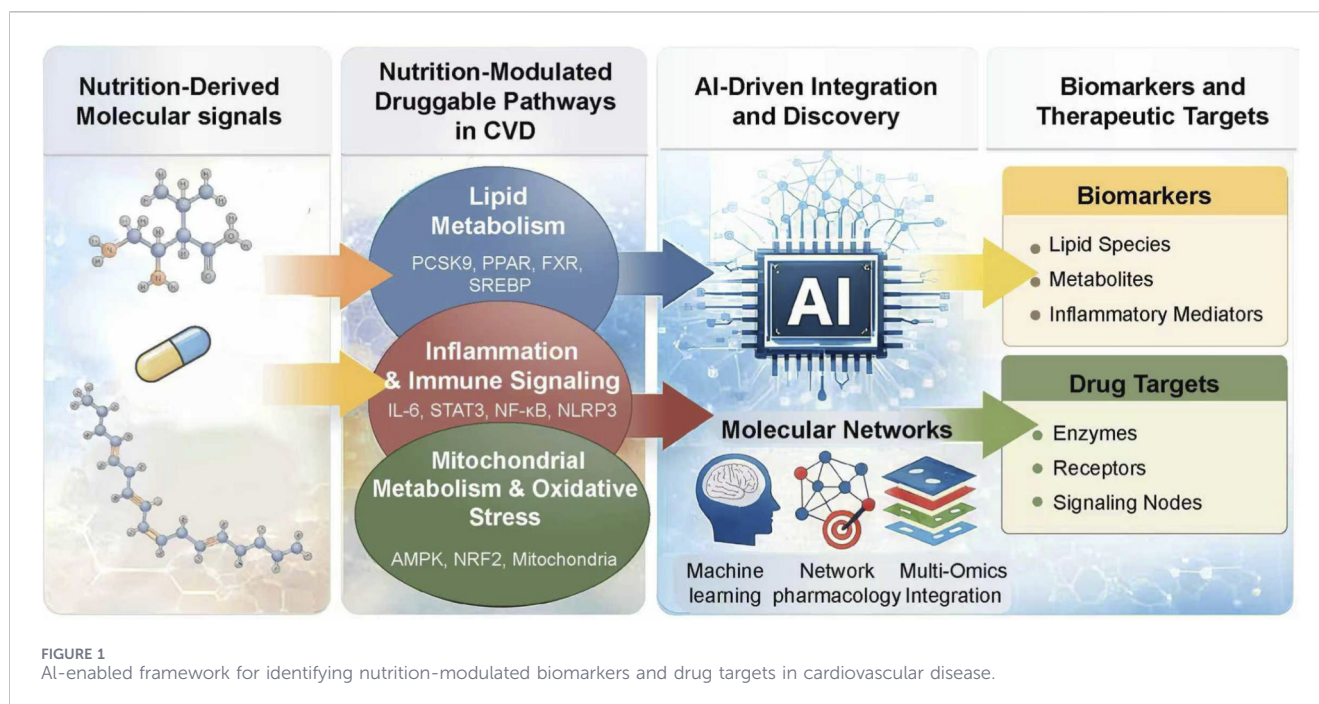 Nutrition-Derived
Molecular signals
Nutrition-Modulated
Druggable Pathways
in CVD
Lipid
Metabolism
PCSK9, PPAR, FXR,
SREBP
Inflammation
& Immune Signaling
IL-6, STAT3, NF-κB, NLRP3
Mitochondrial
Metabolism & Oxidative
Stress
AMPK, NRF2, Mitochondria
AI-Driven Integration
and Discovery
AI
Molecular Networks
Machine
learning
Network
pharmacology
Multi-Omics
Integration
Biomarkers and
Therapeutic Targets
Biomarkers
Lipid Species
Metabolites
Inflammatory Mediators
Drug Targets
Enzymes
Receptors
Signaling Nodes
FIGURE 1
AI-enabled framework for identifying nutrition-modulated biomarkers and drug targets in cardiovascular disease.